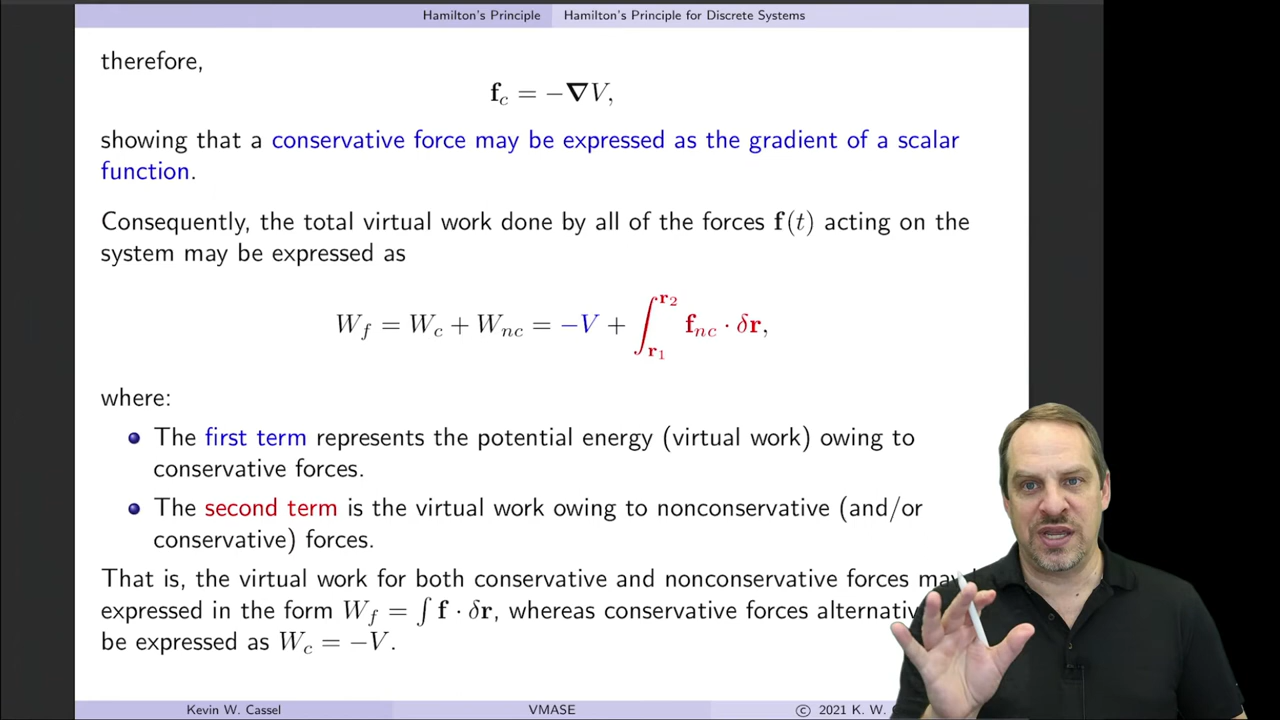 Hamilton's Principle Hamilton's Principle for Discrete Systems
therefore,
f_c = −∇V,
showing that a conservative force may be expressed as the gradient of a scalar
function.
Consequently, the total virtual work done by all of the forces f(t) acting on the
system may be expressed as
W_f = W_c + W_nc = −V + ∫_{r_1}^{r_2} f_nc · δr,
where:
The first term represents the potential energy (virtual work) owing to
conservative forces.
The second term is the virtual work owing to nonconservative (and/or
conservative) forces.
That is, the virtual work for both conservative and nonconservative forces may
expressed in the form W_f = ∫ f · δr, whereas conservative forces
be expressed as W_c = −V.
Kevin W. Cassel VMASE © 2021 K. W.